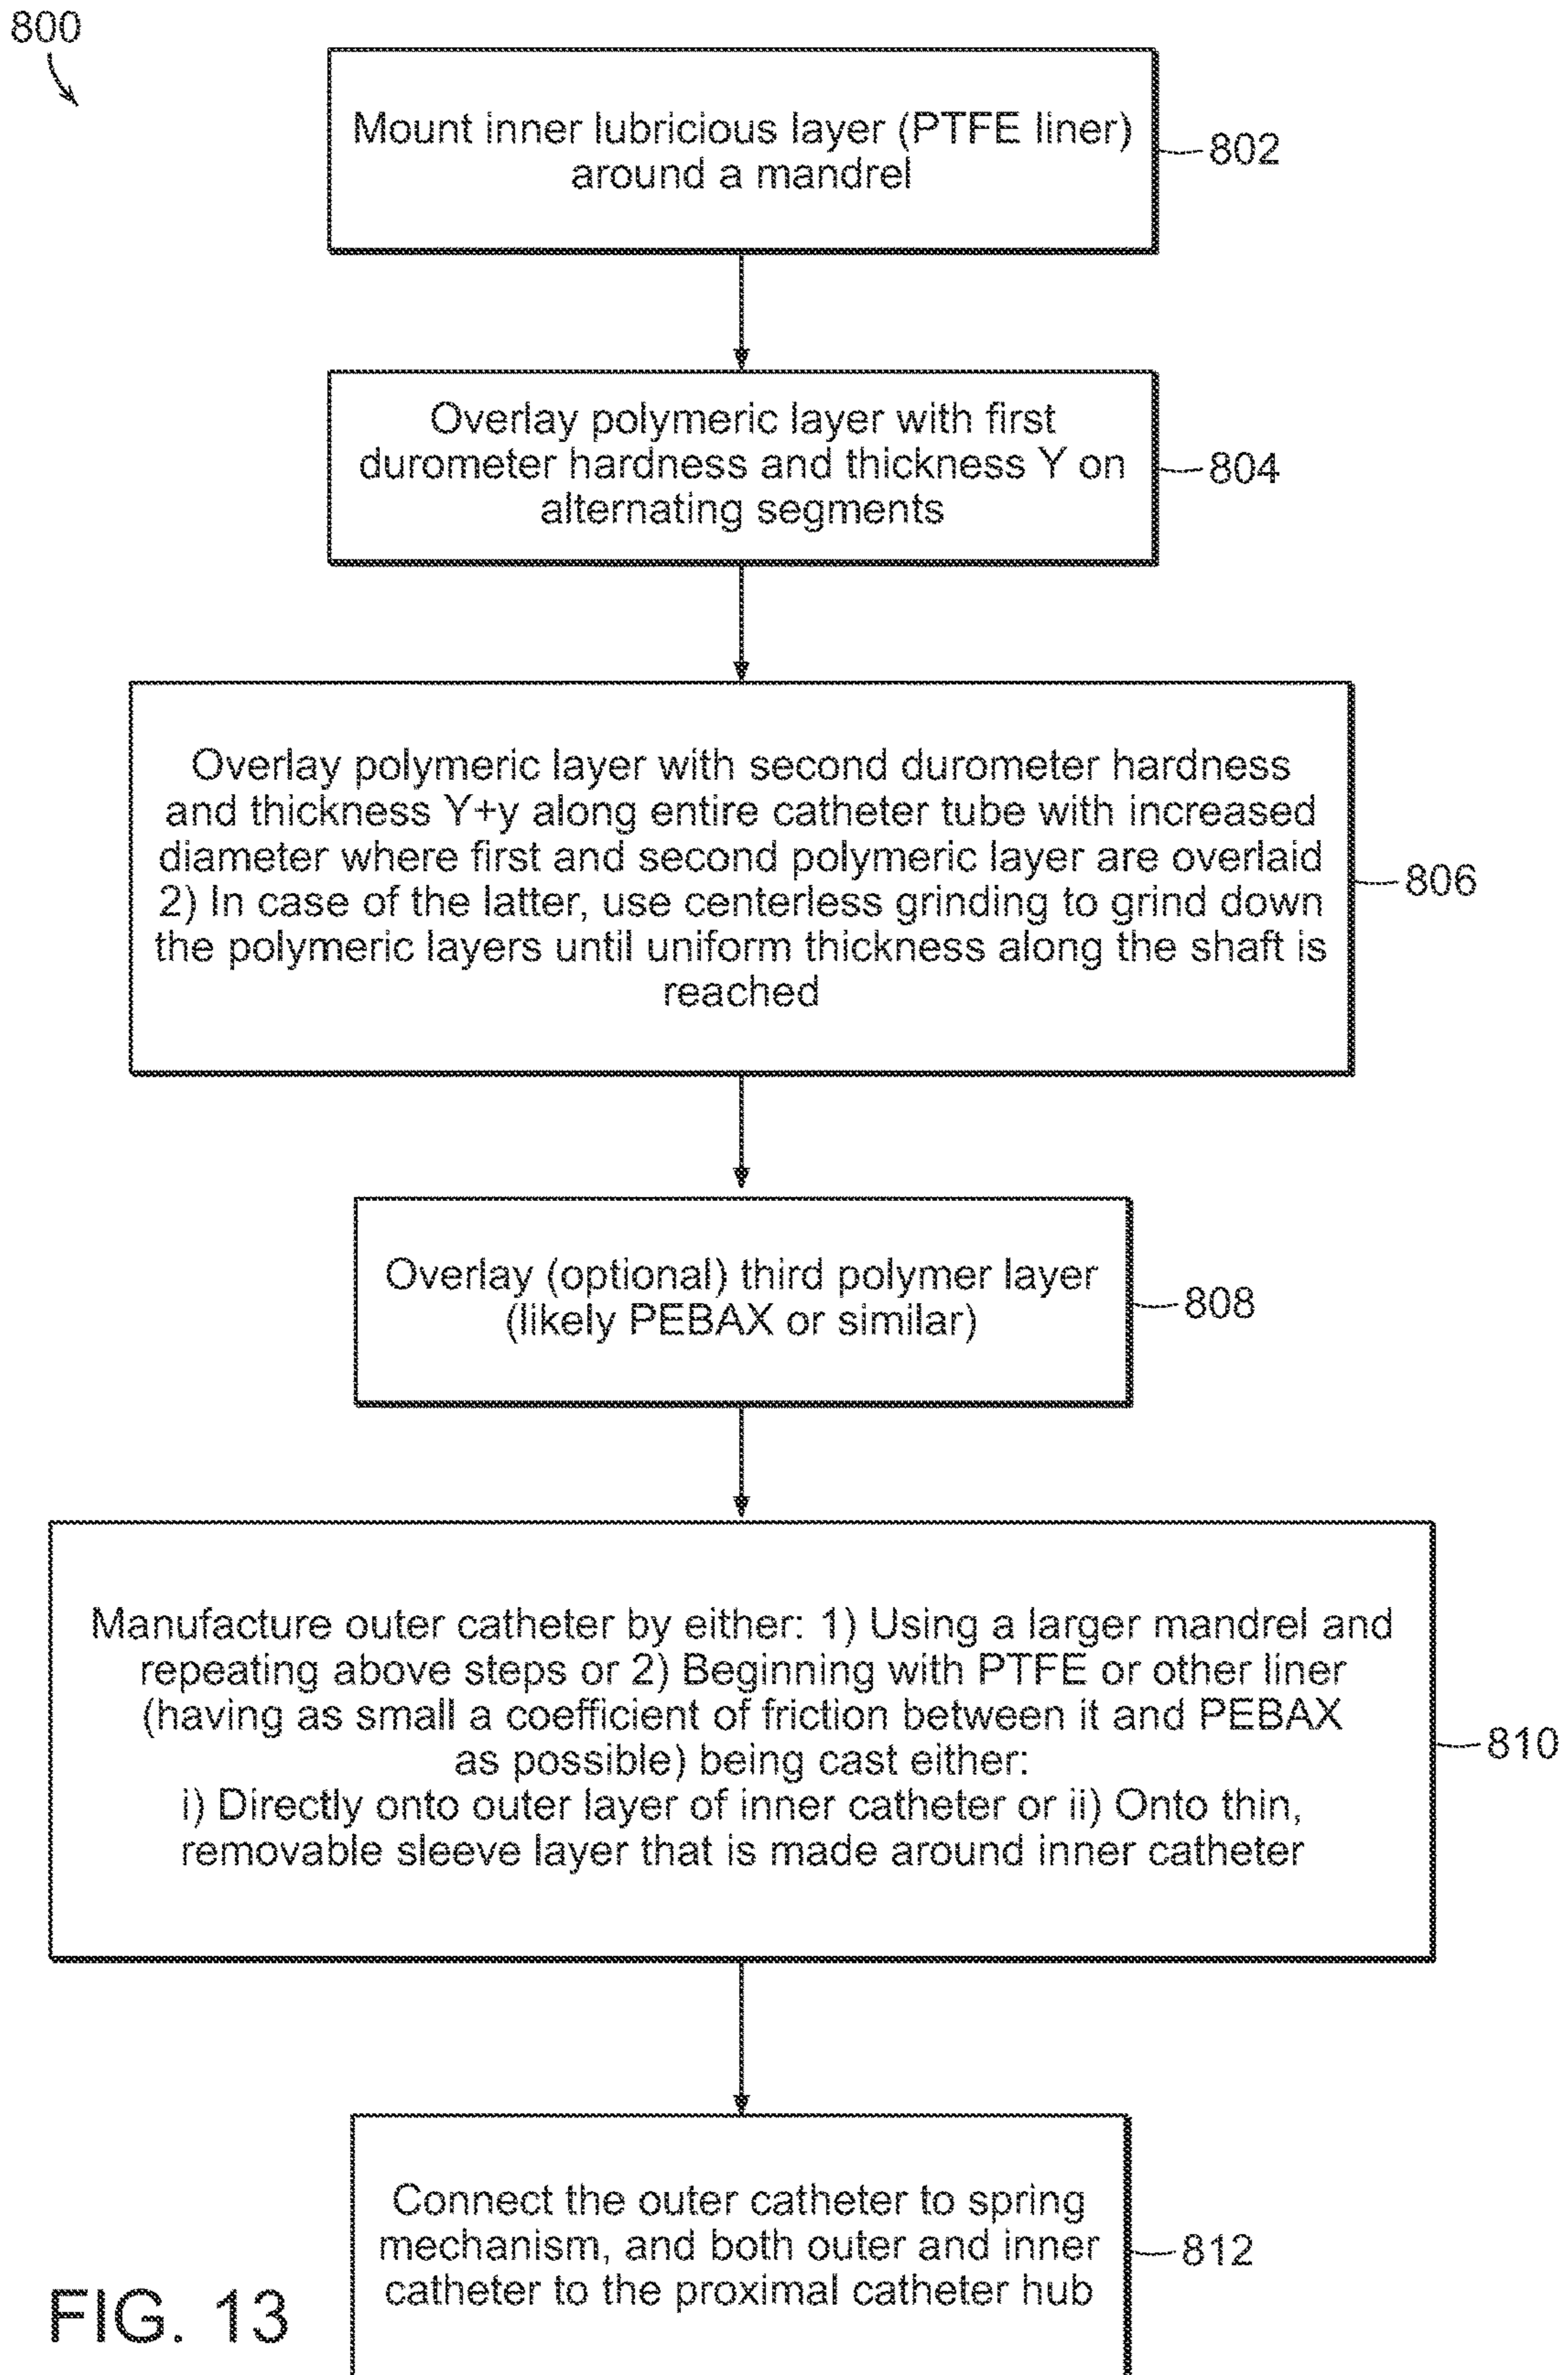 800
Mount inner lubricious layer (PTFE liner)
around a mandrel
802
Overlay polymeric layer with first
durometer hardness and thickness Y on
alternating segments
804
Overlay polymeric layer with second durometer hardness
and thickness Y+y along entire catheter tube with increased
diameter where first and second polymeric layer are overlaid
2) In case of the latter, use centerless grinding to grind down
the polymeric layers until uniform thickness along the shaft is
reached
806
Overlay (optional) third polymer layer
(likely PEBAX or similar)
808
Manufacture outer catheter by either: 1) Using a larger mandrel and
repeating above steps or 2) Beginning with PTFE or other liner
(having as small a coefficient of friction between it and PEBAX
as possible) being cast either:
i) Directly onto outer layer of inner catheter or ii) Onto thin,
removable sleeve layer that is made around inner catheter
810
Connect the outer catheter to spring
mechanism, and both outer and inner
catheter to the proximal catheter hub
812
FIG. 13